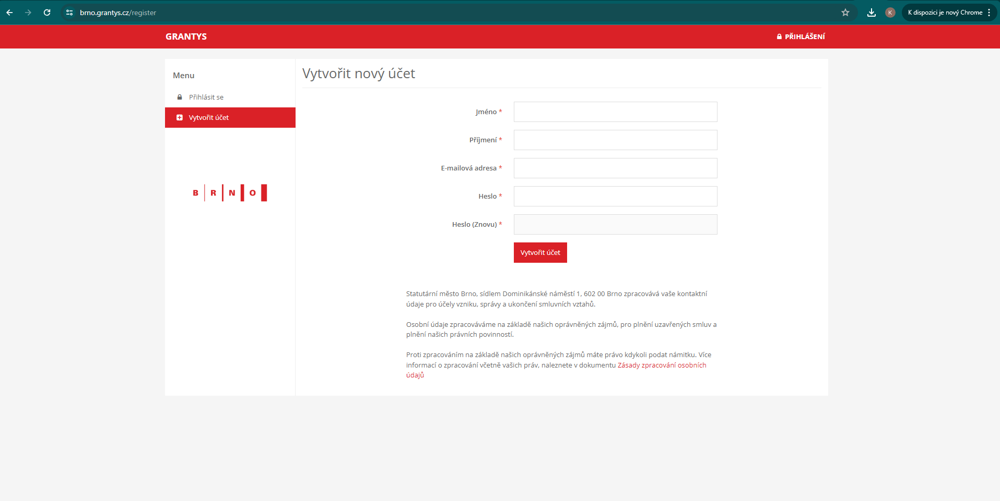 brno.grantys.cz/register
K
K dispozici je nový Chrome
GRANTYS
PŘIHLÁŠENÍ
Menu
Přihlásit se
Vytvořit účet
B R N O
Vytvořit nový účet
Jméno *
Příjmení *
E-mailová adresa *
Heslo *
Heslo (Znovu) *
Vytvořit účet
Statutární město Brno, sídlem Dominikánské náměstí 1, 602 00 Brno zpracovává vaše kontaktní
údaje pro účely vzniku, správy a ukončení smluvních vztahů.
Osobní údaje zpracováváme na základě našich oprávněných zájmů, pro plnění uzavřených smluv a
plnění našich právních povinností.
Proti zpracováním na základě našich oprávněných zájmů máte právo kdykoli podat námitku. Více
informací o zpracování včetně vašich práv, naleznete v dokumentu Zásady zpracování osobních
údajů